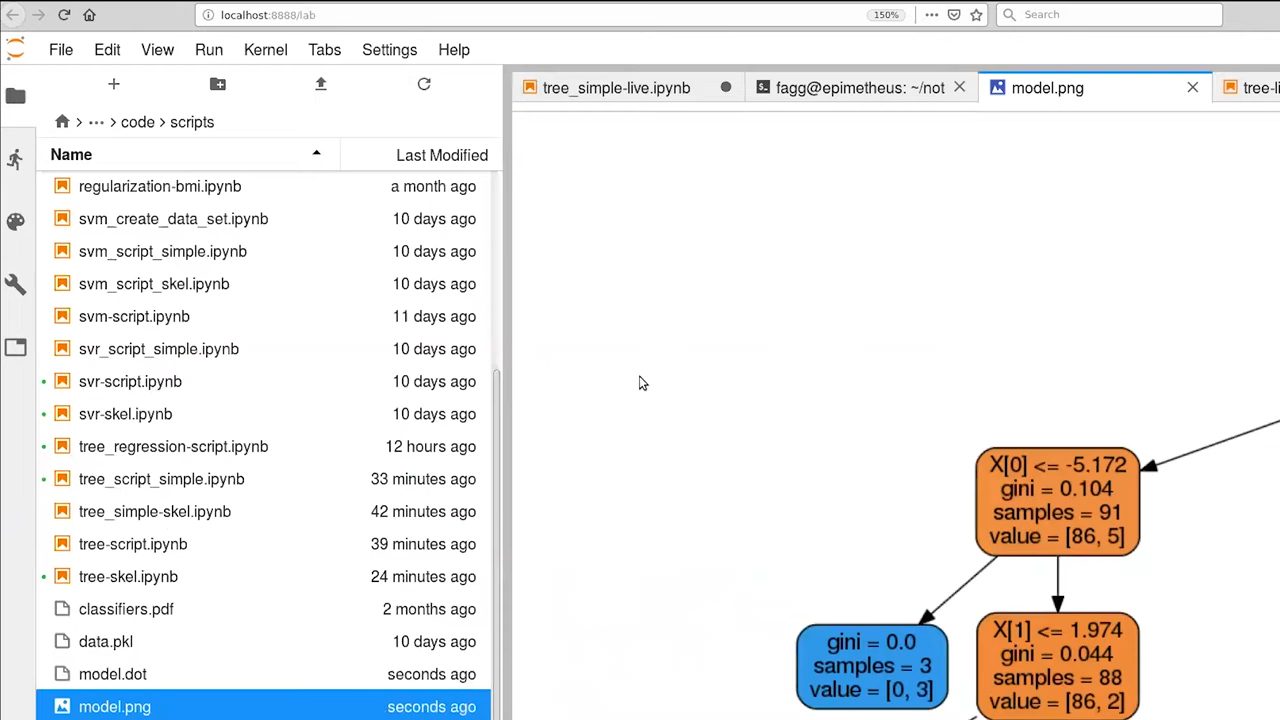 localhost:8888/lab
150%
Search
File Edit View Run Kernel Tabs Settings Help
tree_simple-live.ipynb
fagg@epimetheus: ~/not
model.png
tree-li
code
scripts
Name
Last Modified
regularization-bmi.ipynb a month ago
svm_create_data_set.ipynb 10 days ago
svm_script_simple.ipynb 10 days ago
svm_script_skel.ipynb 10 days ago
svm-script.ipynb 11 days ago
svr_script_simple.ipynb 10 days ago
svr-script.ipynb 10 days ago
svr-skel.ipynb 10 days ago
tree_regression-script.ipynb 12 hours ago
tree_script_simple.ipynb 33 minutes ago
tree_simple-skel.ipynb 42 minutes ago
tree-script.ipynb 39 minutes ago
tree-skel.ipynb 24 minutes ago
classifiers.pdf 2 months ago
data.pkl 10 days ago
model.dot seconds ago
model.png seconds ago
X[0] <= -5.172
gini = 0.104
samples = 91
value = [86, 5]
gini = 0.0
samples = 3
value = [0, 3]
X[1] <= 1.974
gini = 0.044
samples = 88
value = [86, 2]